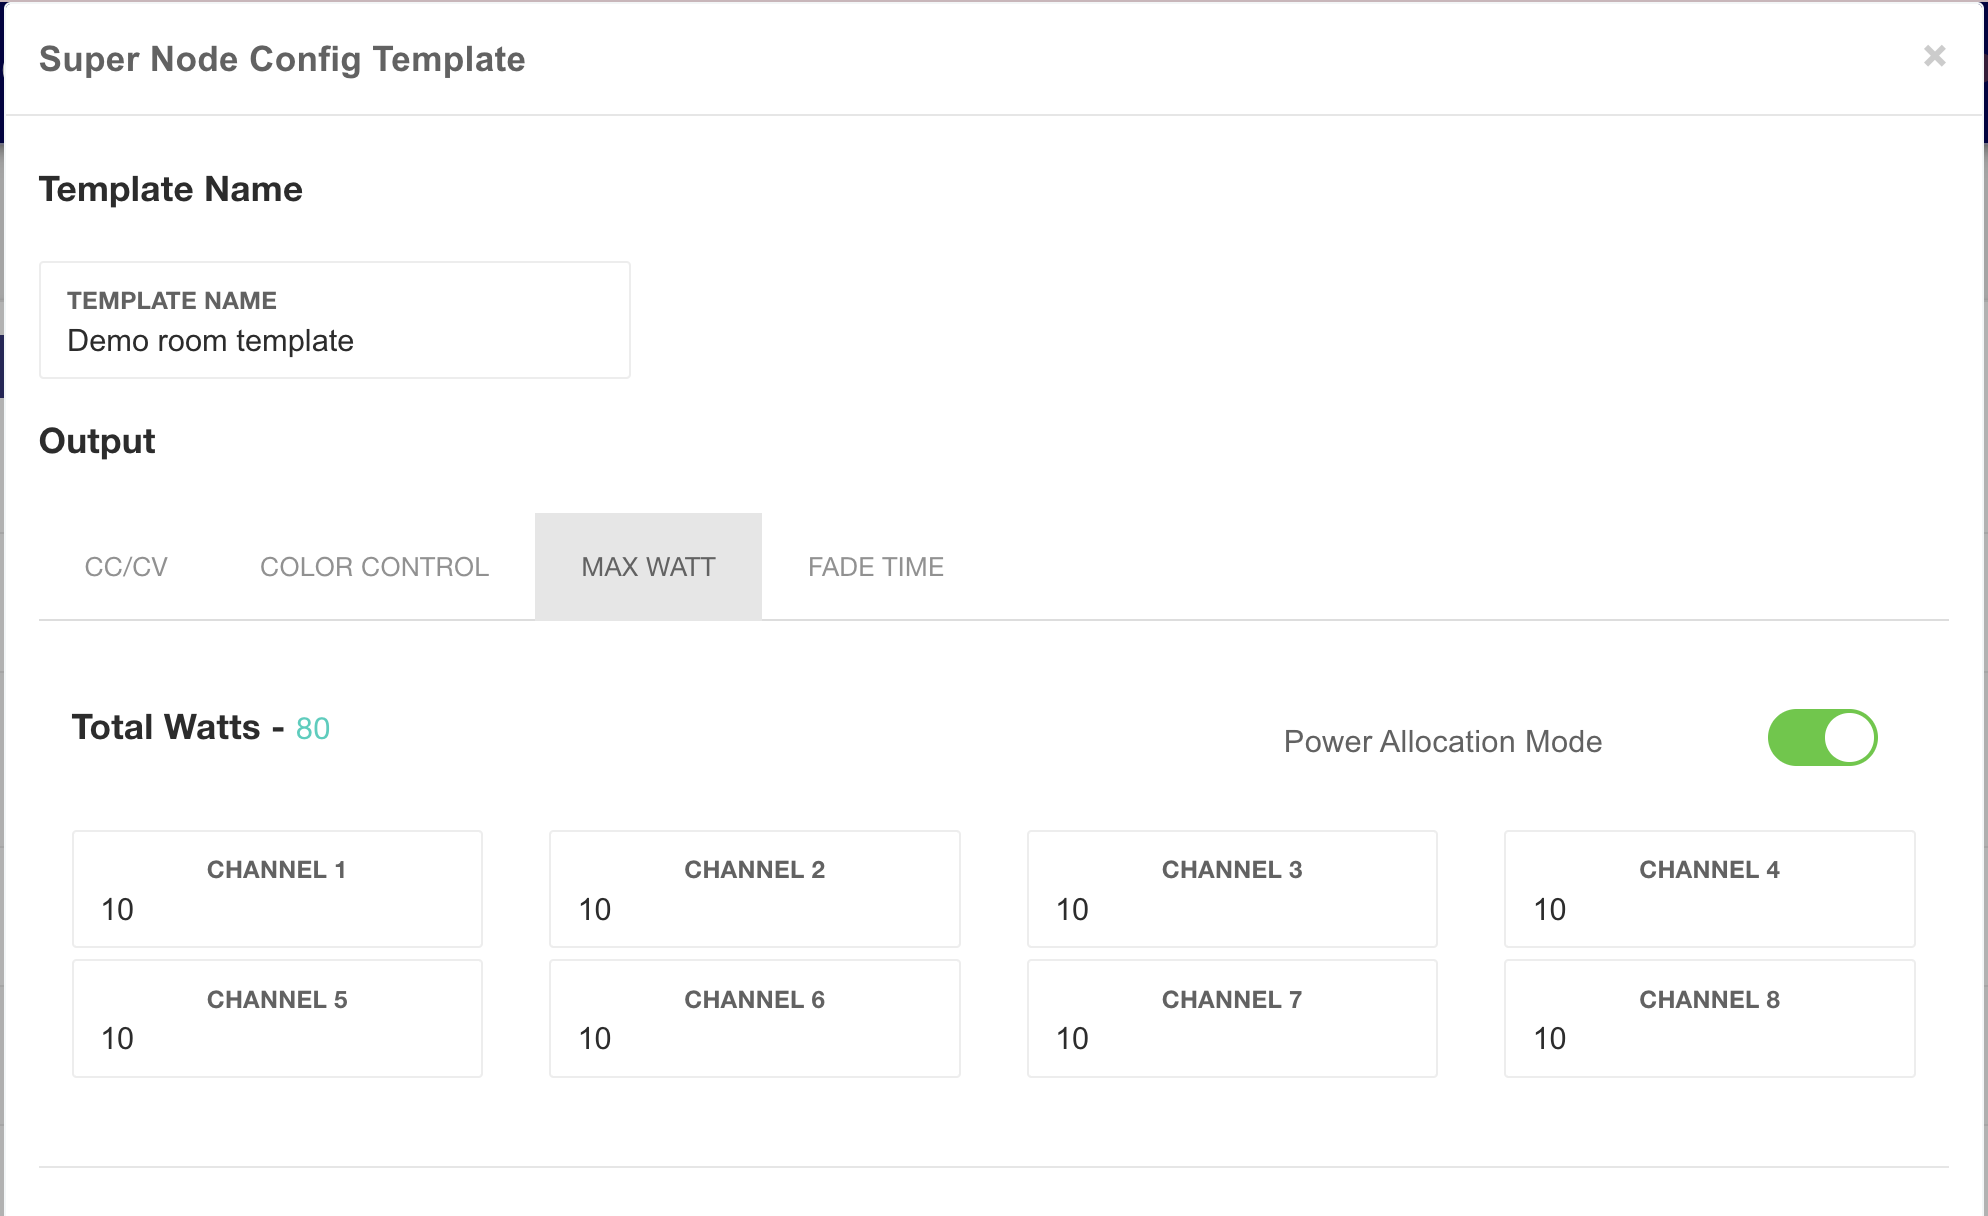 Super Node Config Template
Template Name
TEMPLATE NAME
Demo room template
Output
CC/CV COLOR CONTROL MAX WATT FADE TIME
Total Watts - 80
Power Allocation Mode
CHANNEL 1
10
CHANNEL 2
10
CHANNEL 3
10
CHANNEL 4
10
CHANNEL 5
10
CHANNEL 6
10
CHANNEL 7
10
CHANNEL 8
10